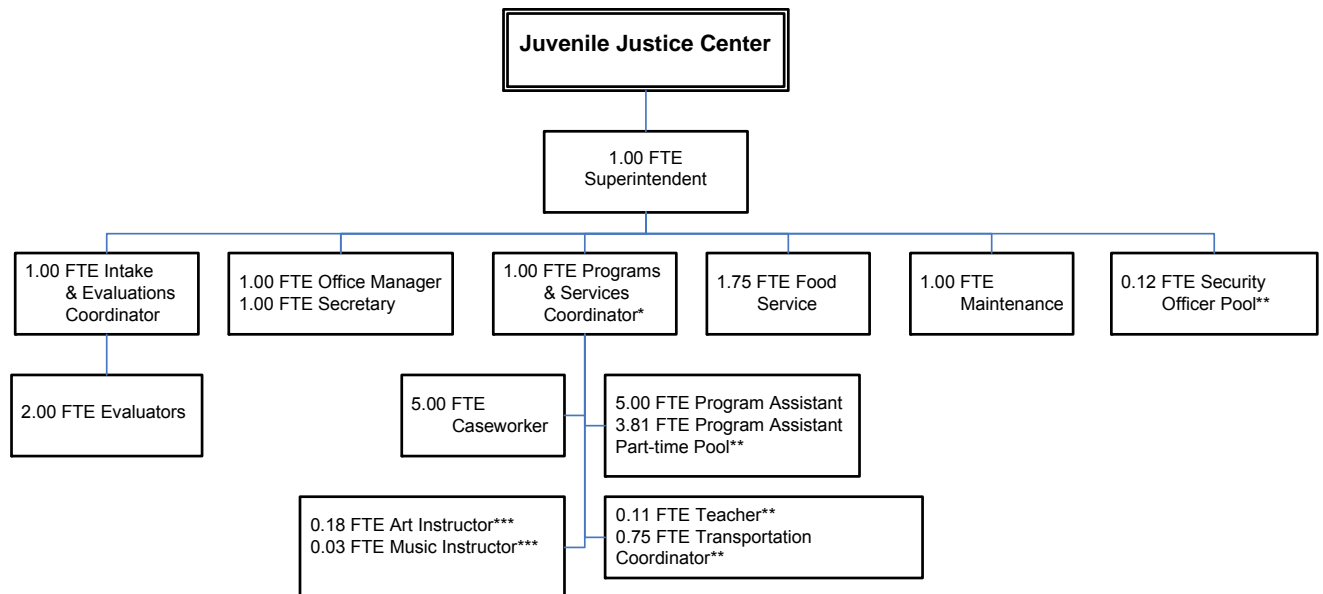 Juvenile Justice Center
1.00 FTE
Superintendent
1.00 FTE Intake
& Evaluations
Coordinator
1.00 FTE Office Manager
1.00 FTE Secretary
1.00 FTE Programs
& Services
Coordinator*
1.75 FTE Food
Service
1.00 FTE
Maintenance
0.12 FTE Security
Officer Pool**
2.00 FTE Evaluators
5.00 FTE
Caseworker
5.00 FTE Program Assistant
3.81 FTE Program Assistant
Part-time Pool**
0.18 FTE Art Instructor***
0.03 FTE Music Instructor***
0.11 FTE Teacher**
0.75 FTE Transportation
Coordinator**